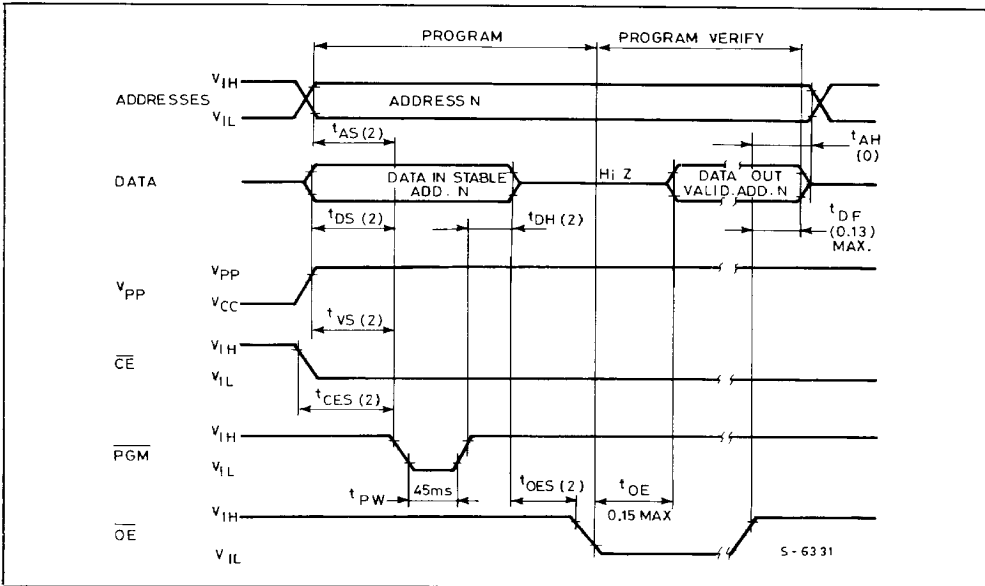 PROGRAM
PROGRAM VERIFY
ADDRESSES
VIH
VIL
ADDRESS N
tAS (2)
tAH
(0)
DATA
DATA IN STABLE
ADD. N
Hi Z
DATA OUT
VALID. ADD. N
tDS (2)
tDH (2)
tDF
(0.13)
MAX.
VPP
VPP
VCC
tVS (2)
CE
VIH
VIL
tCES (2)
PGM
VIH
VIL
tPW
45ms
tOES (2)
tOE
0.15 MAX
OE
VIH
VIL
S-6331